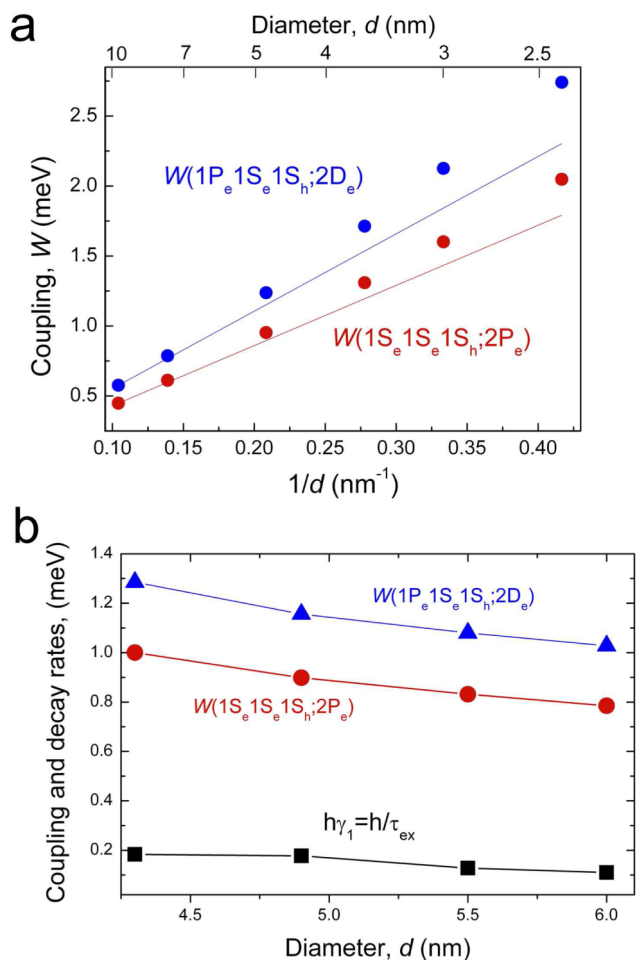 a
Diameter, d (nm)
10 7 5 4 3 2.5
2.5
2.0
1.5
1.0
0.5
Coupling, W (meV)
W(1Pₑ1Sₑ1Sₕ;2Dₑ)
W(1Sₑ1Sₑ1Sₕ;2Pₑ)
0.10 0.15 0.20 0.25 0.30 0.35 0.40
1/d (nm⁻¹)
b
1.4
1.2
1.0
0.8
0.6
0.4
0.2
Coupling and decay rates, (meV)
W(1Pₑ1Sₑ1Sₕ;2Dₑ)
W(1Sₑ1Sₑ1Sₕ;2Pₑ)
hγ₁=h/τₑₓ
4.5 5.0 5.5 6.0
Diameter, d (nm)